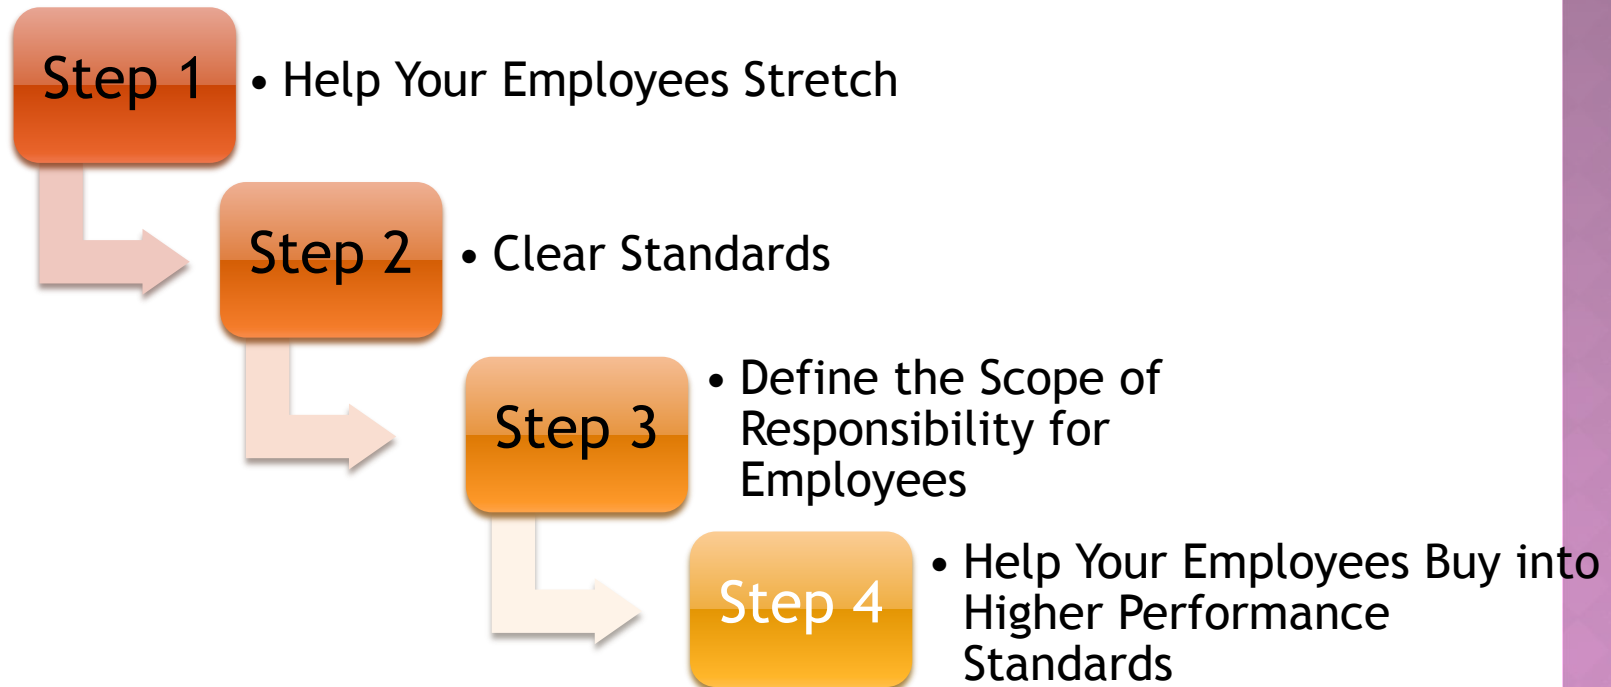 Step 1
• Help Your Employees Stretch
Step 2
• Clear Standards
Step 3
• Define the Scope of
Responsibility for
Employees
Step 4
• Help Your Employees Buy into
Higher Performance
Standards